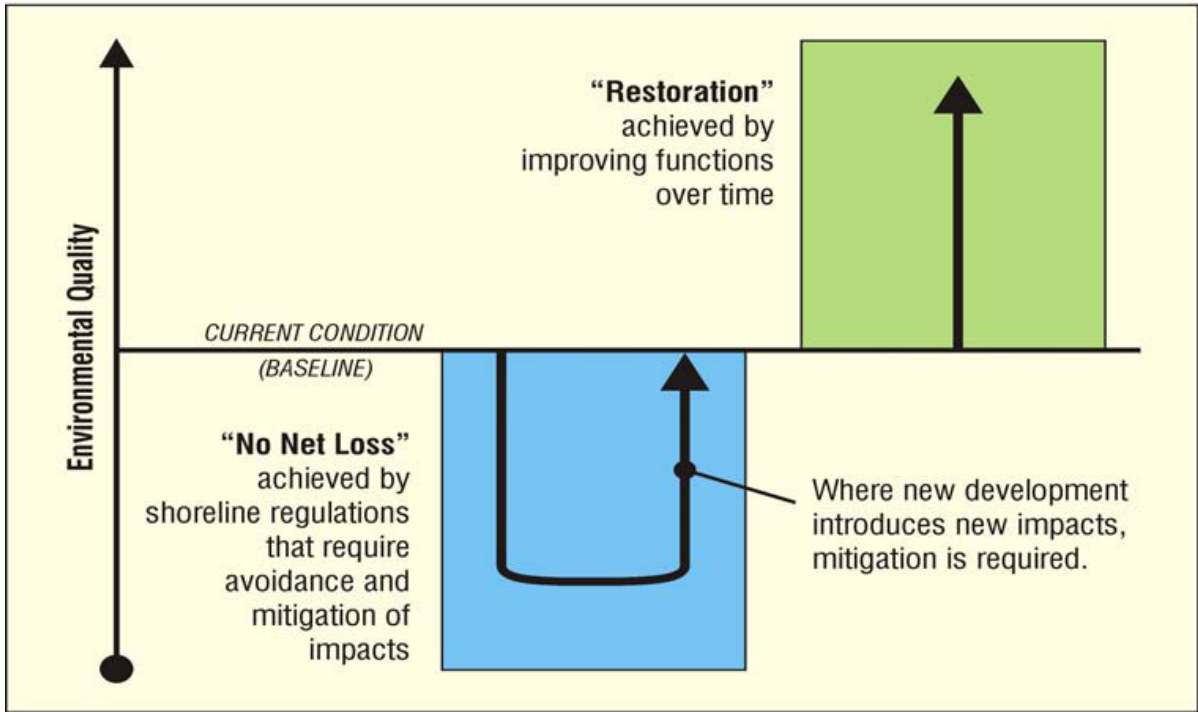 Environmental Quality
“Restoration”
achieved by
improving functions
over time
CURRENT CONDITION
(BASELINE)
“No Net Loss”
achieved by
shoreline regulations
that require
avoidance and
mitigation of
impacts
Where new development
introduces new impacts,
mitigation is required.